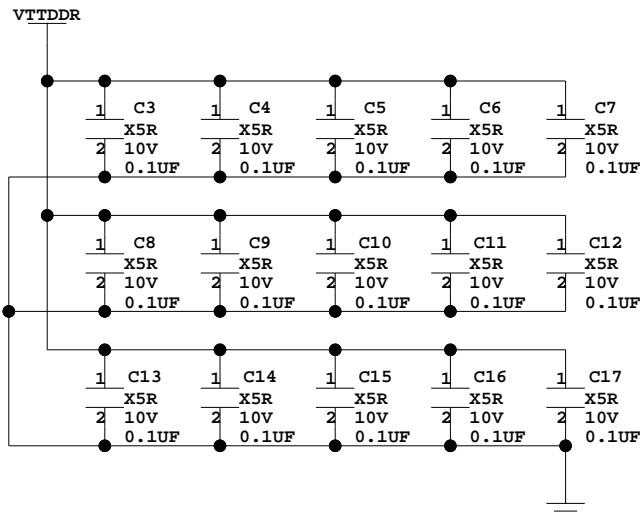 VTTDDR
1 C3 1 C4 1 C5 1 C6 1 C7
X5R X5R X5R X5R X5R
2 10V 2 10V 2 10V 2 10V 2 10V
0.1UF 0.1UF 0.1UF 0.1UF 0.1UF
1 C8 1 C9 1 C10 1 C11 1 C12
X5R X5R X5R X5R X5R
2 10V 2 10V 2 10V 2 10V 2 10V
0.1UF 0.1UF 0.1UF 0.1UF 0.1UF
1 C13 1 C14 1 C15 1 C16 1 C17
X5R X5R X5R X5R X5R
2 10V 2 10V 2 10V 2 10V 2 10V
0.1UF 0.1UF 0.1UF 0.1UF 0.1UF